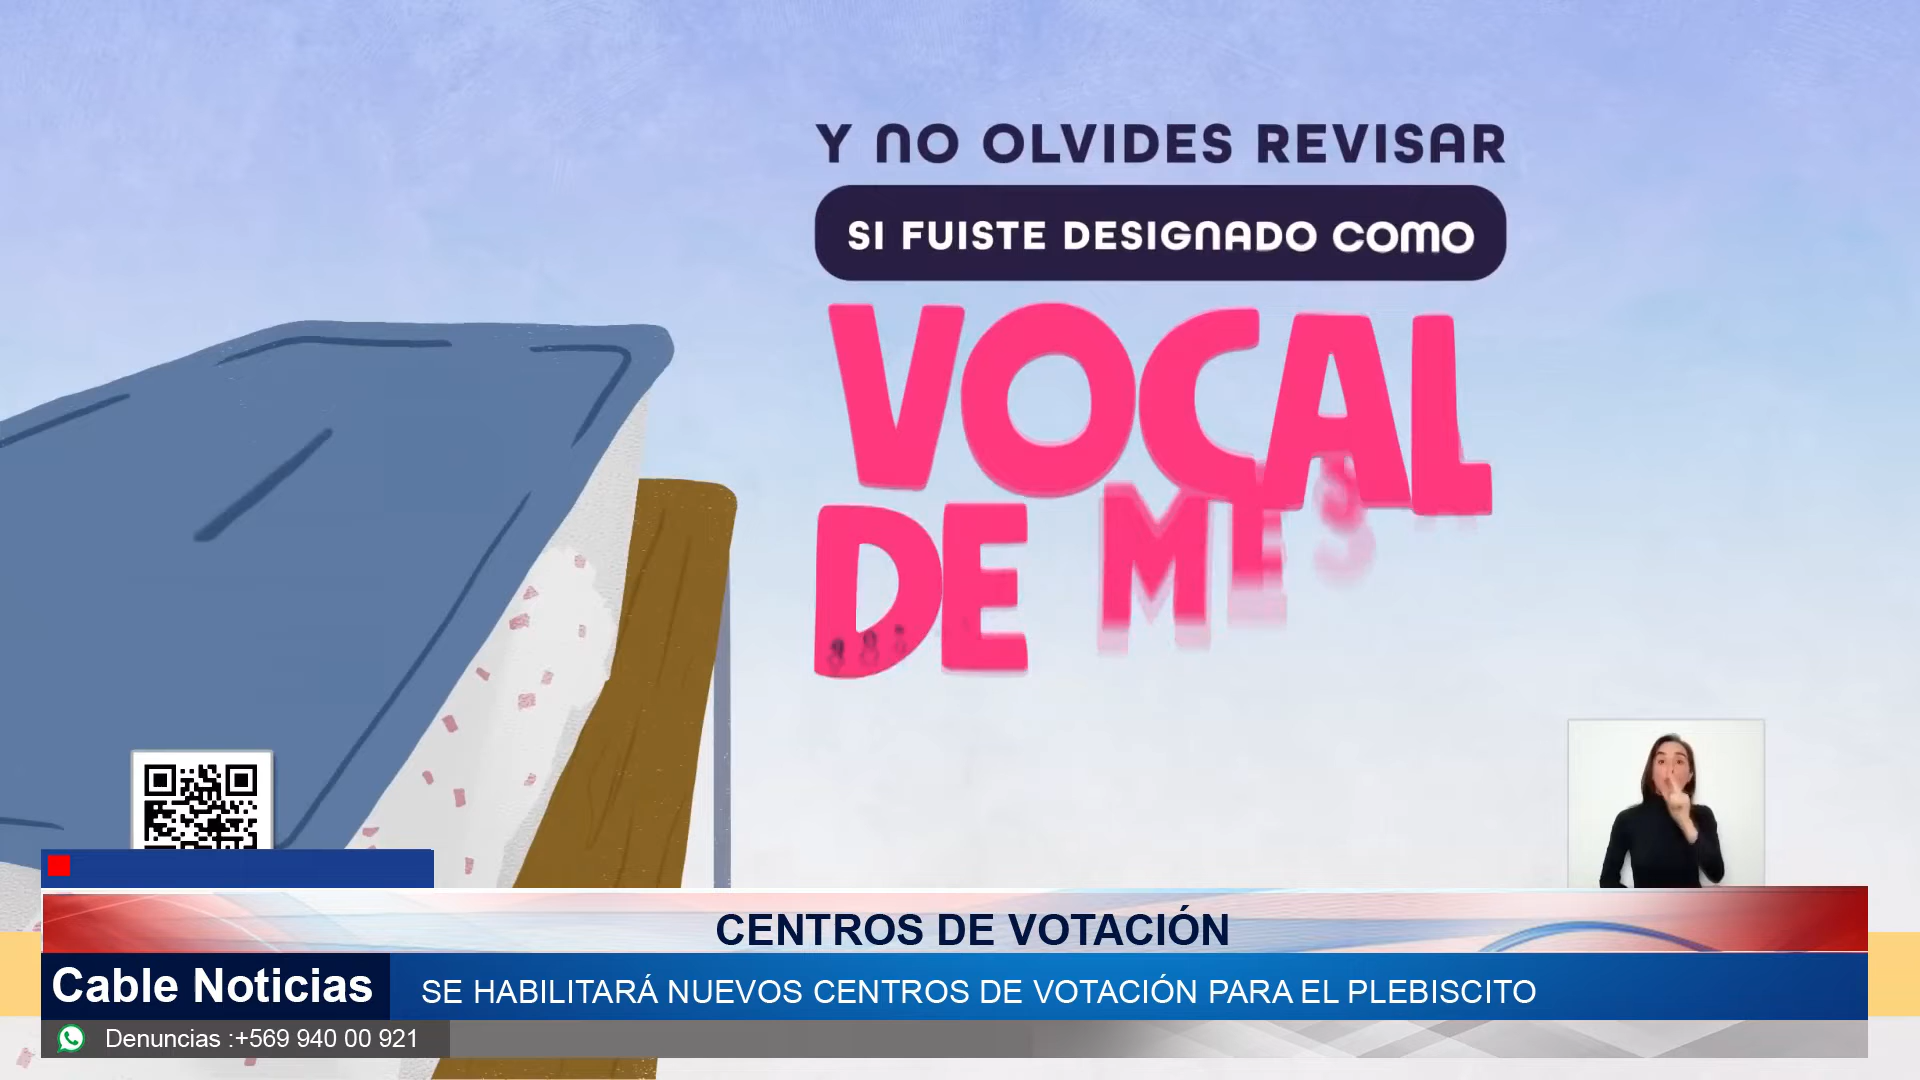 Y NO OLVIDES REVISAR
SI FUISTE DESIGNADO COMO
VOCAL
DE MES
CENTROS DE VOTACIÓN
Cable Noticias
SE HABILITARÁ NUEVOS CENTROS DE VOTACIÓN PARA EL PLEBISCITO
Denuncias :+569 940 00 921